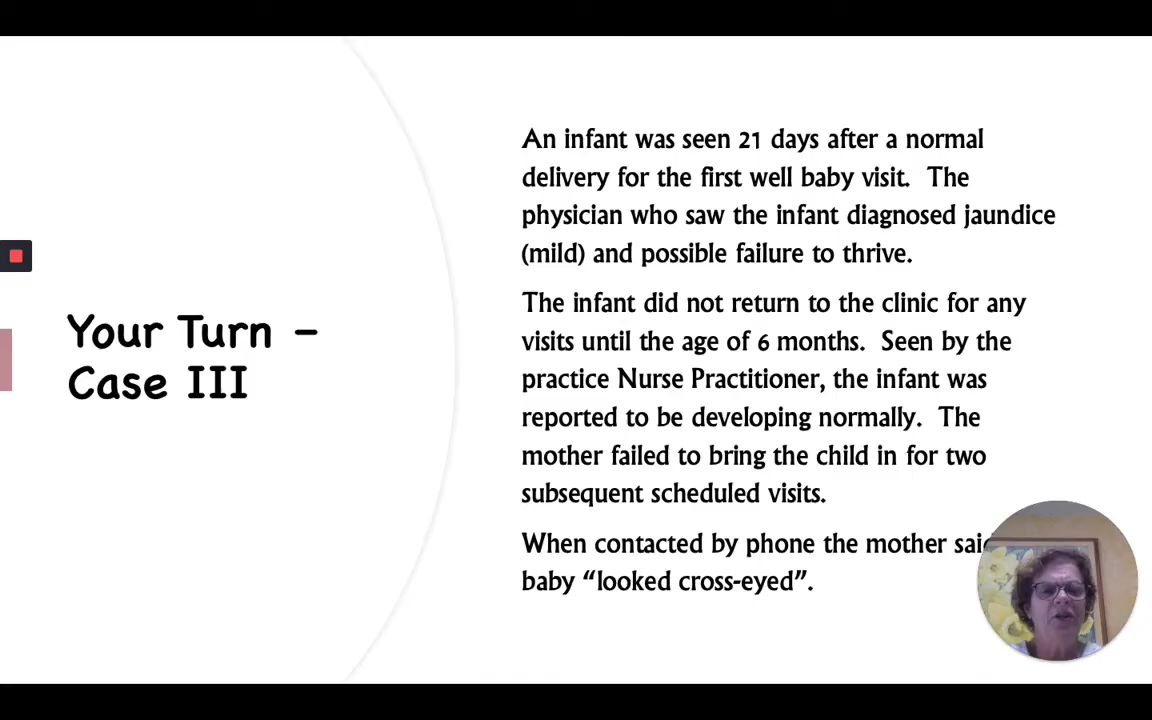 Your Turn –
Case III
An infant was seen 21 days after a normal
delivery for the first well baby visit. The
physician who saw the infant diagnosed jaundice
(mild) and possible failure to thrive.
The infant did not return to the clinic for any
visits until the age of 6 months. Seen by the
practice Nurse Practitioner, the infant was
reported to be developing normally. The
mother failed to bring the child in for two
subsequent scheduled visits.
When contacted by phone the mother
baby “looked cross-eyed”.